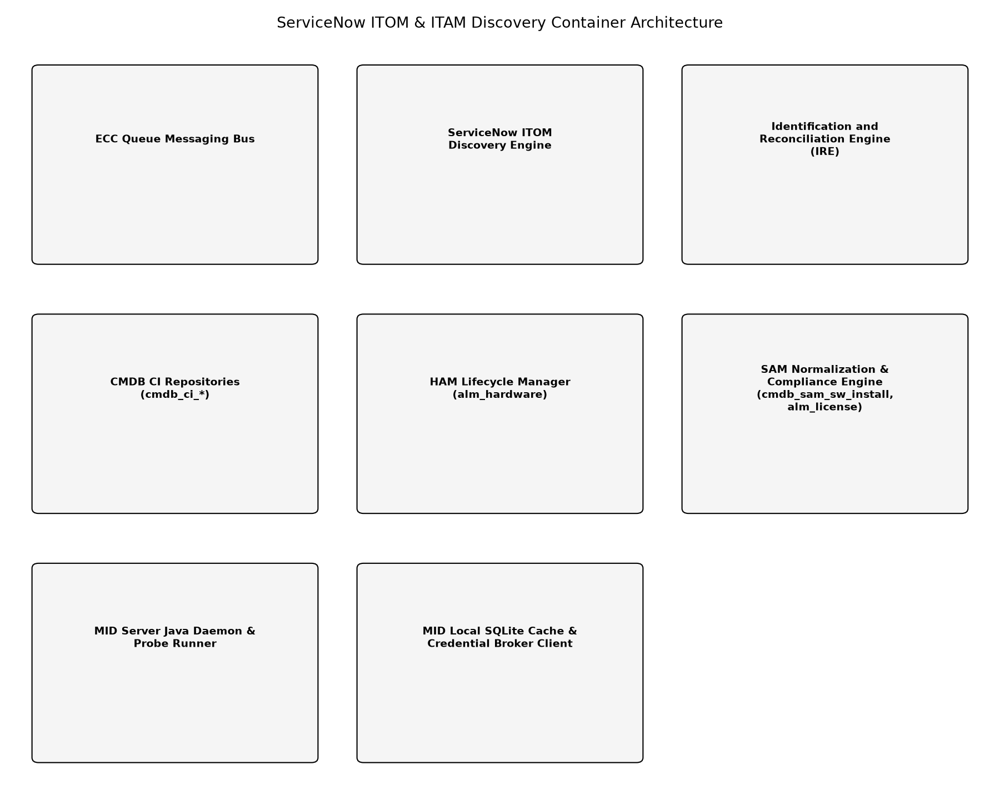 ServiceNow ITOM & ITAM Discovery Container Architecture
ECC Queue Messaging Bus
ServiceNow ITOM
Discovery Engine
Identification and
Reconciliation Engine
(IRE)
CMDB CI Repositories
(cmdb_ci_*)
HAM Lifecycle Manager
(alm_hardware)
SAM Normalization &
Compliance Engine
(cmdb_sam_sw_install,
alm_license)
MID Server Java Daemon &
Probe Runner
MID Local SQLite Cache &
Credential Broker Client